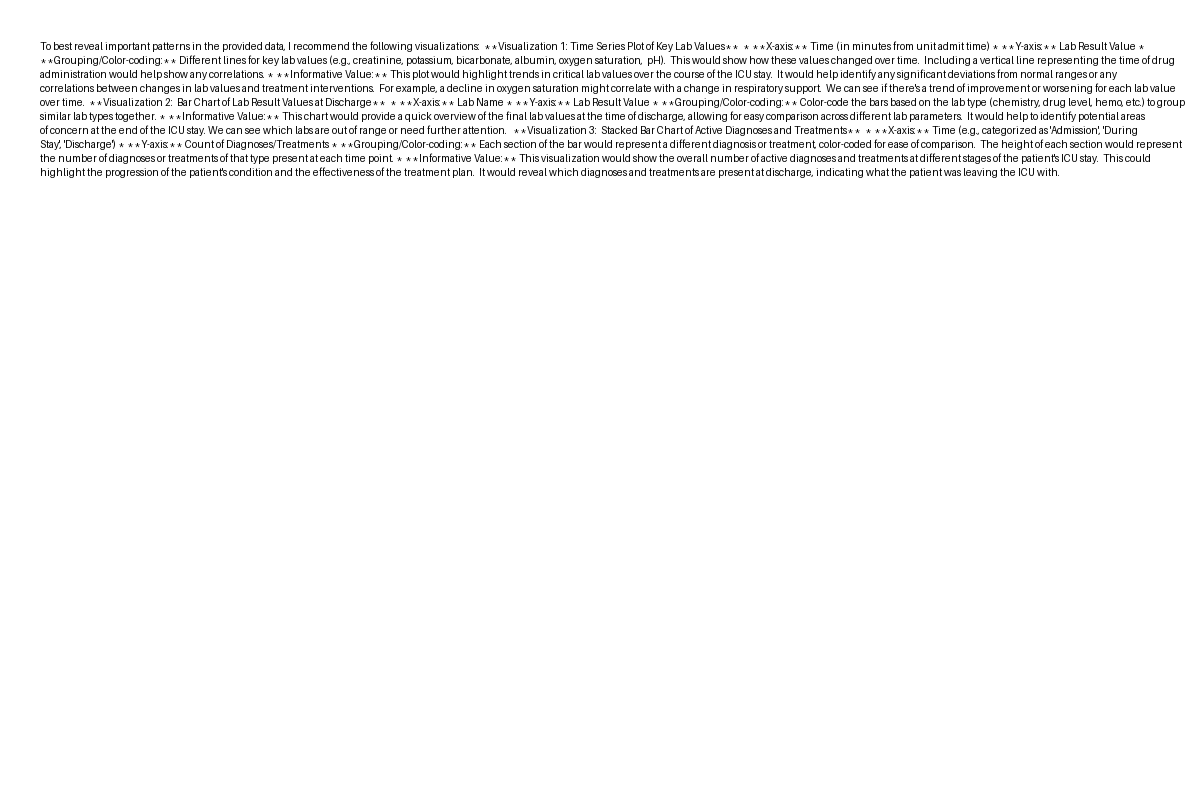 To best reveal important patterns in the provided data, I recommend the following visualizations:  **Visualization 1: Time Series Plot of Key Lab Values**  * **X-axis:** Time (in minutes from unit admit time) * **Y-axis:** Lab Result Value *
**Grouping/Color-coding:** Different lines for key lab values (e.g., creatinine, potassium, bicarbonate, albumin, oxygen saturation,  pH).  This would show how these values changed over time.  Including a vertical line representing the time of drug
administration would help show any correlations. * **Informative Value:** This plot would highlight trends in critical lab values over the course of the ICU stay.  It would help identify any significant deviations from normal ranges or any
correlations between changes in lab values and treatment interventions.  For example, a decline in oxygen saturation might correlate with a change in respiratory support.  We can see if there's a trend of improvement or worsening for each lab value
over time.  **Visualization 2:  Bar Chart of Lab Result Values at Discharge**  * **X-axis:** Lab Name * **Y-axis:** Lab Result Value * **Grouping/Color-coding:** Color-code the bars based on the lab type (chemistry, drug level, hemo, etc.) to group
similar lab types together. * **Informative Value:** This chart would provide a quick overview of the final lab values at the time of discharge, allowing for easy comparison across different lab parameters.  It would help to identify potential areas
of concern at the end of the ICU stay. We can see which labs are out of range or need further attention.   **Visualization 3:  Stacked Bar Chart of Active Diagnoses and Treatments**  * **X-axis:** Time (e.g., categorized as 'Admission', 'During
Stay', 'Discharge') * **Y-axis:** Count of Diagnoses/Treatments * **Grouping/Color-coding:** Each section of the bar would represent a different diagnosis or treatment, color-coded for ease of comparison.  The height of each section would represent
the number of diagnoses or treatments of that type present at each time point. * **Informative Value:** This visualization would show the overall number of active diagnoses and treatments at different stages of the patient's ICU stay.  This could
highlight the progression of the patient's condition and the effectiveness of the treatment plan.  It would reveal which diagnoses and treatments are present at discharge, indicating what the patient was leaving the ICU with.